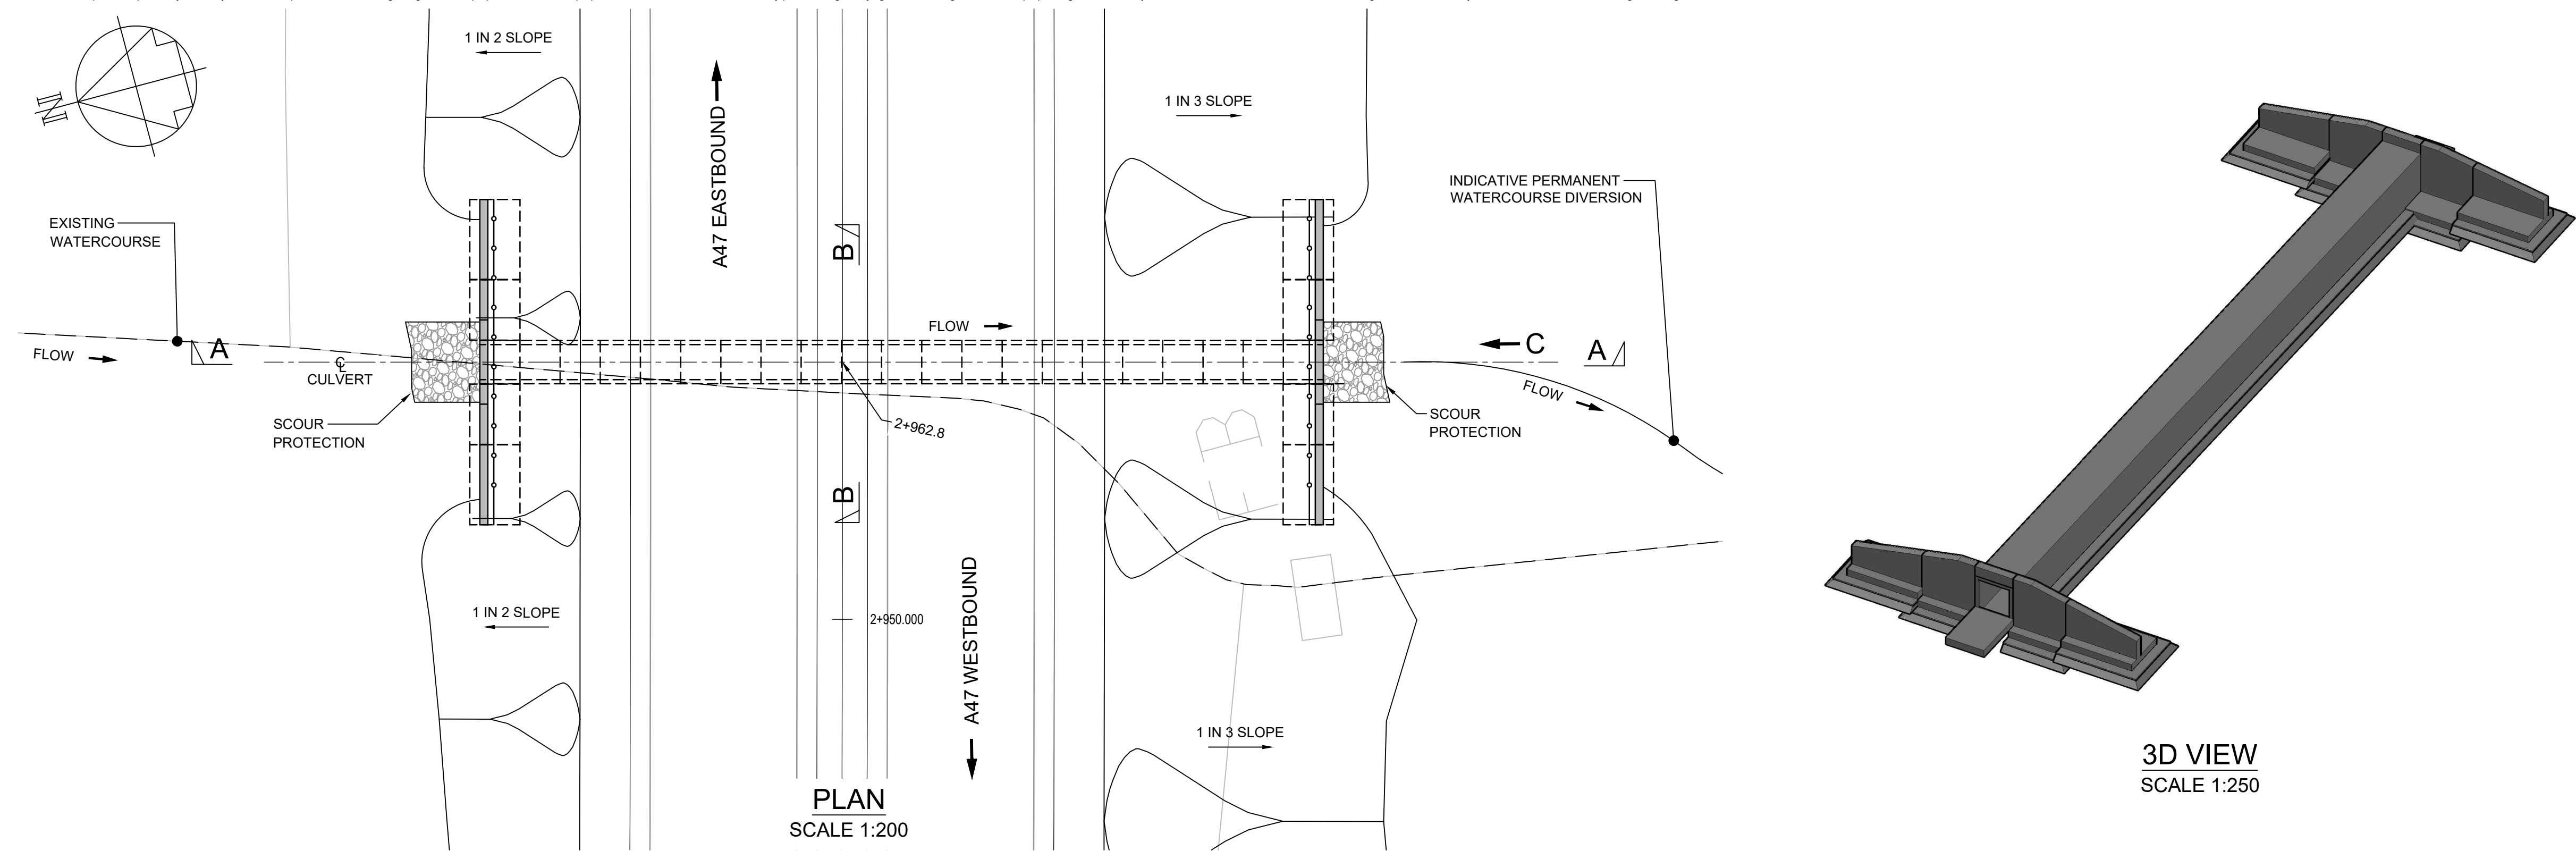 N
1 IN 2 SLOPE
A47 EASTBOUND
1 IN 3 SLOPE
INDICATIVE PERMANENT
WATERCOURSE DIVERSION
EXISTING
WATERCOURSE
B
FLOW
FLOW
A
C
A
℄
CULVERT
FLOW
SCOUR
PROTECTION
2+962.8
SCOUR
PROTECTION
FB
B
1 IN 2 SLOPE
2+950.000
A47 WESTBOUND
1 IN 3 SLOPE
PLAN
SCALE 1:200
3D VIEW
SCALE 1:250